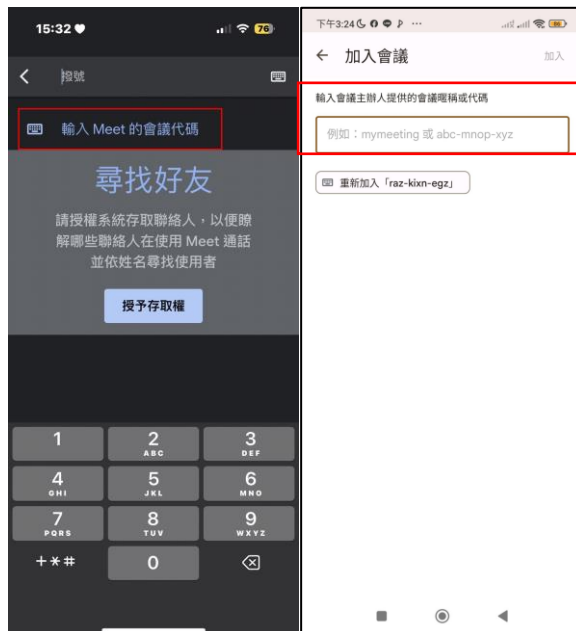 15:32
76
撥號
輸入 Meet 的會議代碼
尋找好友
請授權系統存取聯絡人，以便瞭
解哪些聯絡人在使用 Meet 通話
並依姓名尋找使用者
授予存取權
1
2
ABC
3
DEF
4
GHI
5
JKL
6
MNO
7
PQRS
8
TUV
9
WXYZ
+*#
0
下午3:24
加入會議
加入
輸入會議主辦人提供的會議暱稱或代碼
例如：mymeeting 或 abc-mnop-xyz
重新加入「raz-kixn-egz」